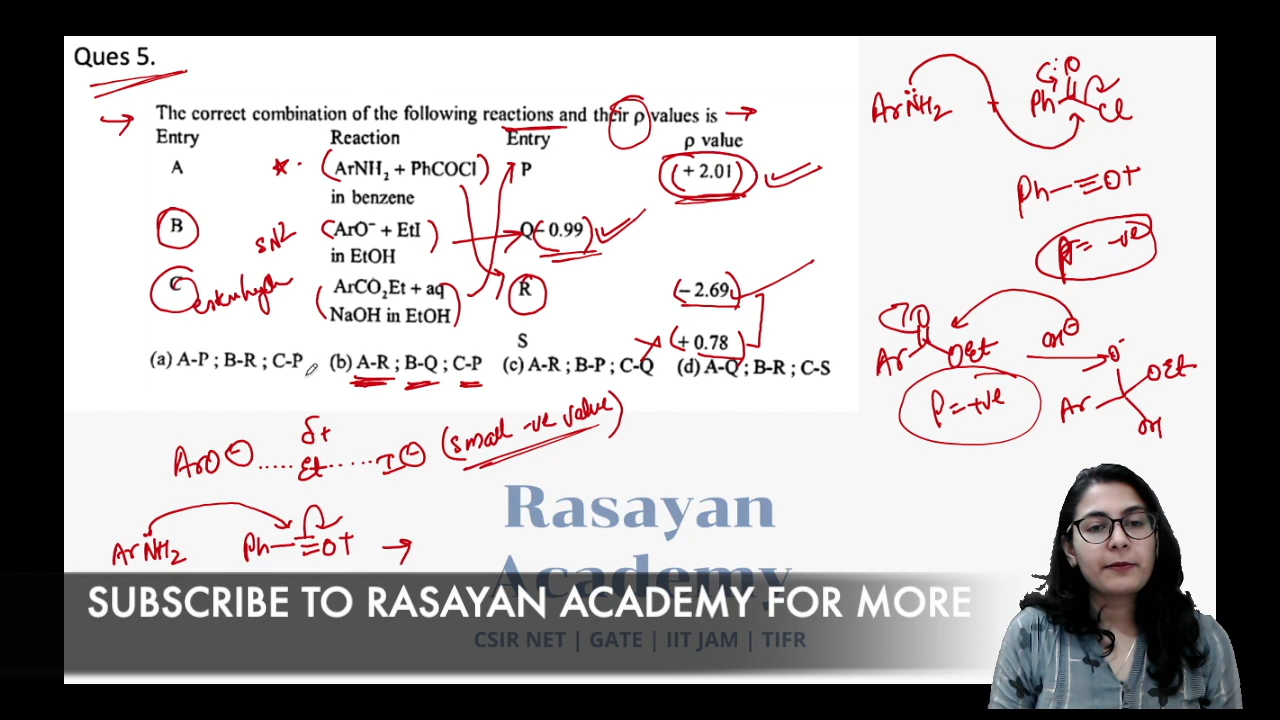 Ques 5.
The correct combination of the following reactions and their ρ values is
Entry Reaction Entry ρ value
A ArNH₂ + PhCOCl P (+ 2.01)
in benzene
B SN2 (ArO⁻ + EtI) Q - 0.99
in EtOH
C (ArCO₂Et + aq R (- 2.69)
NaOH in EtOH)
S (+ 0.78
(a) A-P ; B-R ; C-P (b) A-R ; B-Q ; C-P (c) A-R ; B-P ; C-Q (d) A-Q ; B-R ; C-S
ArNH₂ + Ph O Cl
Ph-≡O+
ρ = -ve
Ar O OEt OH⊖ → O⁻ OEt Ar OH
ρ = +ve
ArO⊖ ..... Et δ+ ..... I⊖ (small -ve value)
ArNH₂ Ph-≡O+ →
Rasayan
Academy
SUBSCRIBE TO RASAYAN ACADEMY FOR MORE
CSIR NET | GATE | IIT JAM | TIFR